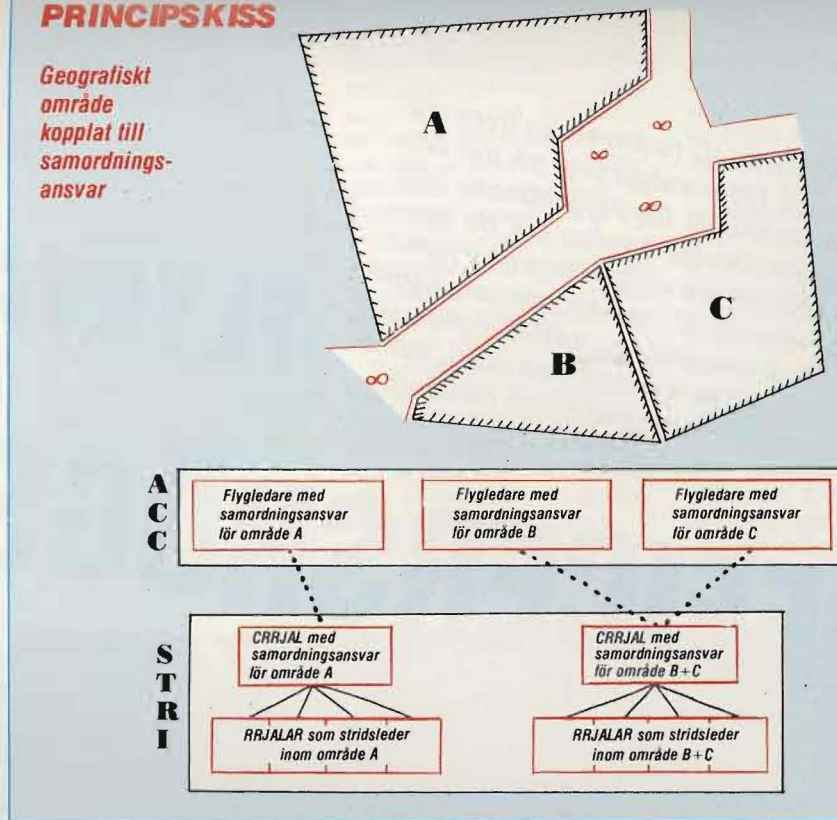 PRINCIPSKISS
Geografiskt
område
kopplat till
samordnings-
ansvar
A
B
C
∞
∞
∞
∞
ACC
Flygledare med
samordningsansvar
för område A
Flygledare med
samordningsansvar
för område B
Flygledare med
samordningsansvar
för område C
STRI
CRRJAL med
samordningsansvar
för område A
CRRJAL med
samordningsansvar
för område B+C
RRJALAR som stridsleder
inom område A
RRJALAR som stridsleder
inom område B+C